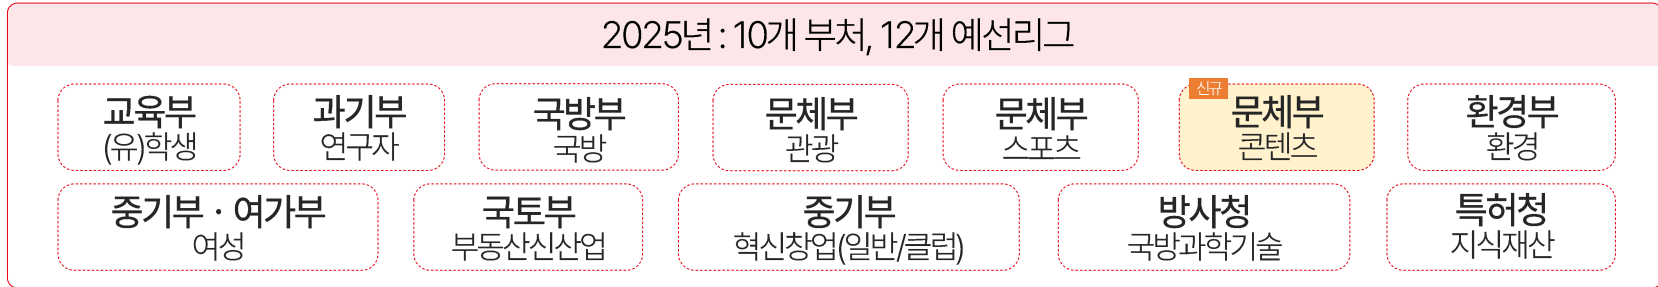 2025년 : 10개 부처, 12개 예선리그
교육부
(유)학생
과기부
연구자
국방부
국방
문체부
관광
문체부
스포츠
신규
문체부
콘텐츠
환경부
환경
중기부 · 여가부
여성
국토부
부동산신산업
중기부
혁신창업(일반/클럽)
방사청
국방과학기술
특허청
지식재산